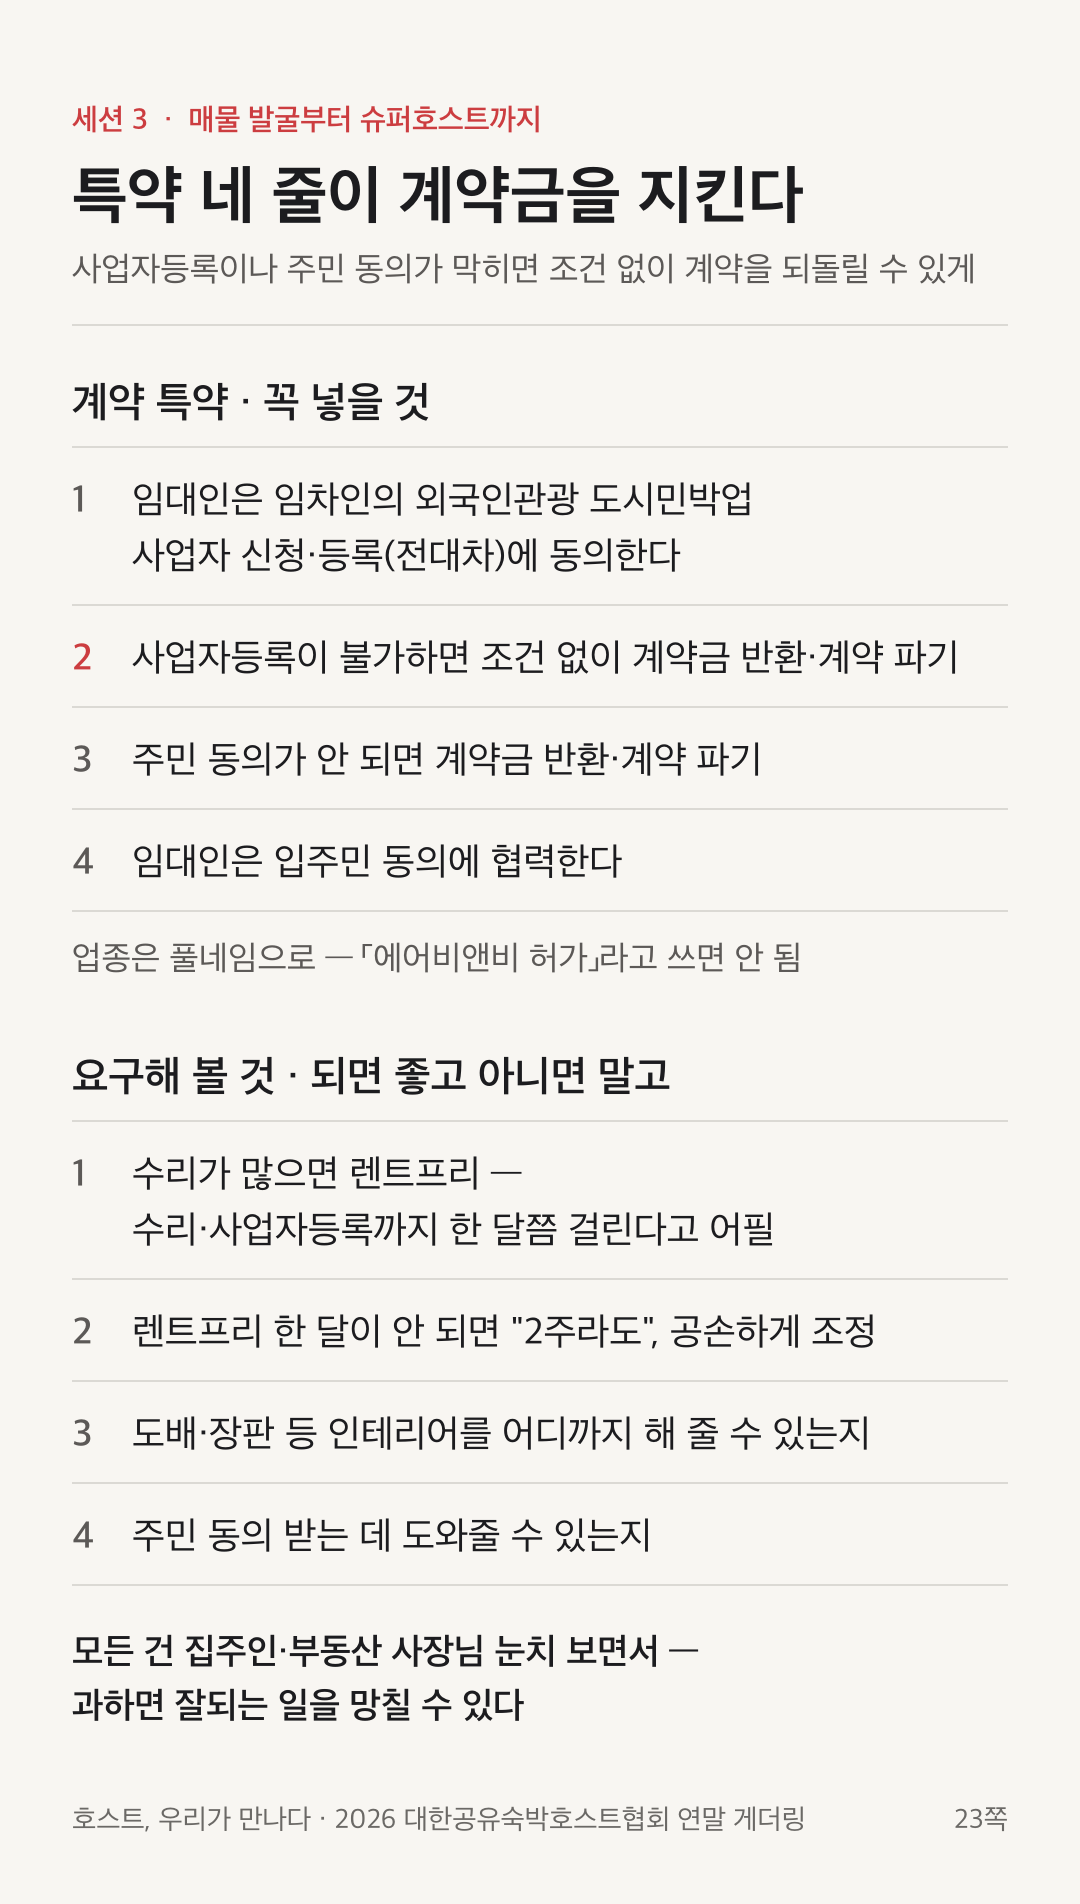 세션 3 · 매물 발굴부터 슈퍼호스트까지
특약 네 줄이 계약금을 지킨다
사업자등록이나 주민 동의가 막히면 조건 없이 계약을 되돌릴 수 있게
계약 특약 · 꼭 넣을 것
1 임대인은 임차인의 외국인관광 도시민박업
사업자 신청·등록(전대차)에 동의한다
2 사업자등록이 불가하면 조건 없이 계약금 반환·계약 파기
3 주민 동의가 안 되면 계약금 반환·계약 파기
4 임대인은 입주민 동의에 협력한다
업종은 풀네임으로 — 「에어비앤비 허가」라고 쓰면 안 됨
요구해 볼 것 · 되면 좋고 아니면 말고
1 수리가 많으면 렌트프리 —
수리·사업자등록까지 한 달쯤 걸린다고 어필
2 렌트프리 한 달이 안 되면 "2주라도", 공손하게 조정
3 도배·장판 등 인테리어를 어디까지 해 줄 수 있는지
4 주민 동의 받는 데 도와줄 수 있는지
모든 건 집주인·부동산 사장님 눈치 보면서 —
과하면 잘되는 일을 망칠 수 있다
호스트, 우리가 만나다 · 2026 대한공유숙박호스트협회 연말 게더링 23쪽